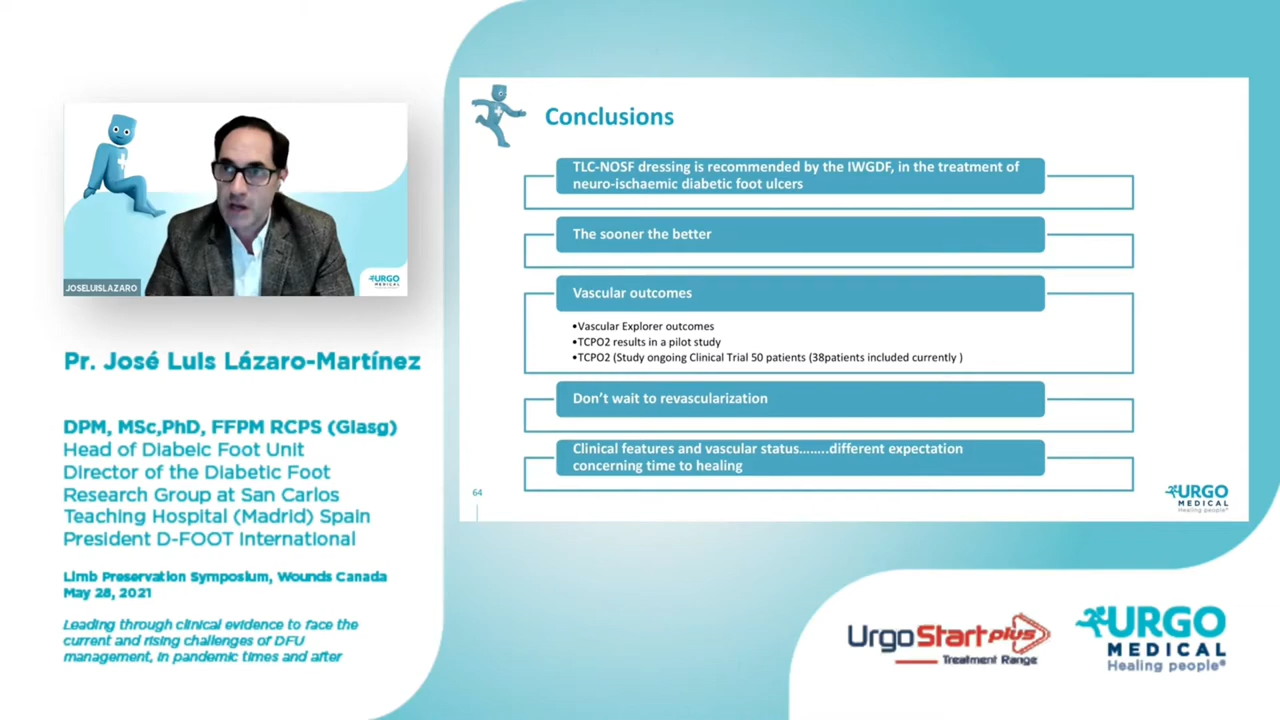 URGO
MEDICAL
JOSELUISLAZARO
Pr. José Luis Lázaro-Martínez
DPM, MSc,PhD, FFPM RCPS (Glasg)
Head of Diabeic Foot Unit
Director of the Diabetic Foot
Research Group at San Carlos
Teaching Hospital (Madrid) Spain
President D-FOOT International
Limb Preservation Symposium, Wounds Canada
May 28, 2021
Leading through clinical evidence to face the
current and rising challenges of DFU
management, in pandemic times and after
Conclusions
TLC-NOSF dressing is recommended by the IWGDF, in the treatment of
neuro-ischaemic diabetic foot ulcers
The sooner the better
Vascular outcomes
•Vascular Explorer outcomes
•TCPO2 results in a pilot study
•TCPO2 (Study ongoing Clinical Trial 50 patients (38patients included currently )
Don’t wait to revascularization
Clinical features and vascular status........different expectation
concerning time to healing
64
URGO
MEDICAL
Healing people®
UrgoStart plus
Treatment Range
URGO
MEDICAL
Healing people®